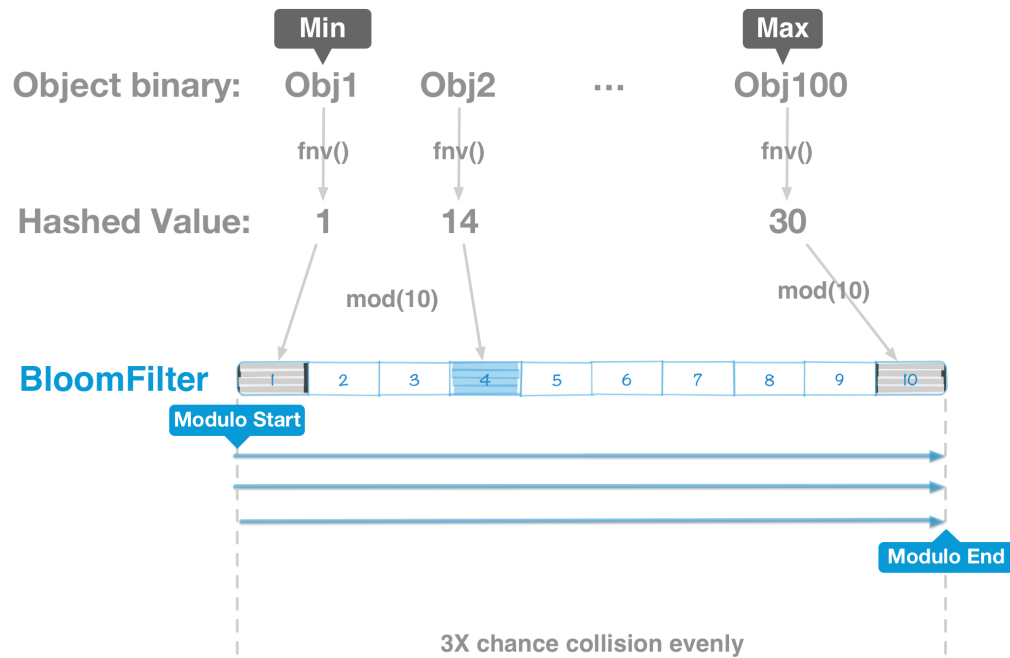 Min Max
Object binary: Obj1 Obj2 ... Obj100
fnv() fnv() fnv()
Hashed Value: 1 14 30
mod(10) mod(10)
BloomFilter 1 2 3 4 5 6 7 8 9 10
Modulo Start
Modulo End
3X chance collision evenly